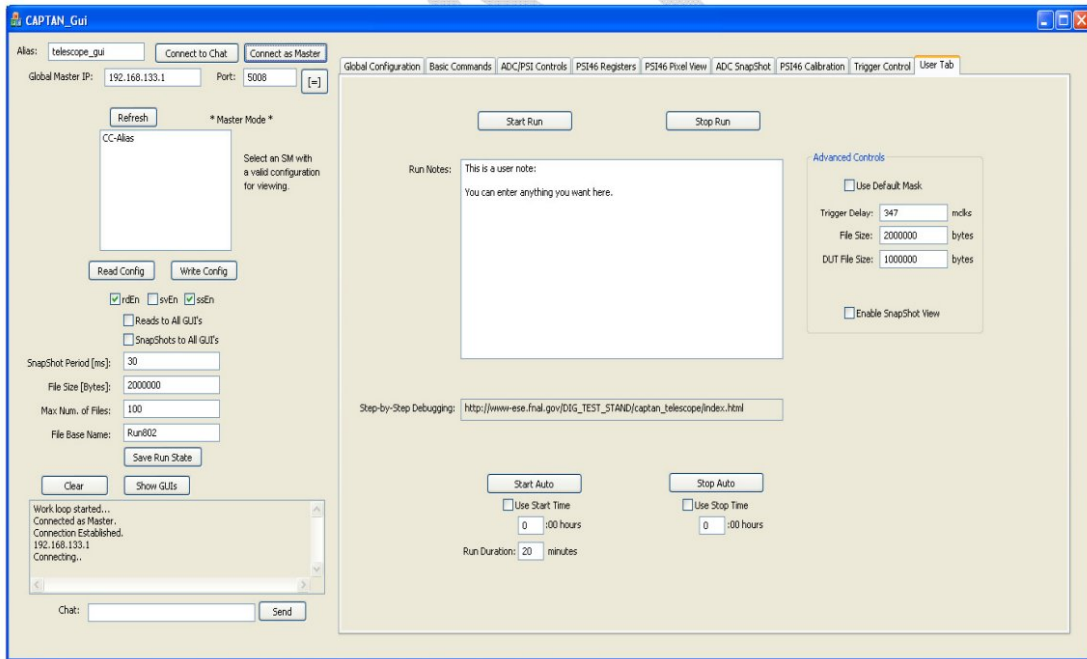 CAPTAN_Gui
Alias: telescope_gui Connect to Chat Connect as Master
Global Master IP: 192.168.133.1 Port: 5008 [=]
Refresh * Master Mode *
CC-Alias
Select an SM with
a valid configuration
for viewing.
Read Config Write Config
rdEn svEn ssEn
Reads to All GUI's
SnapShots to All GUI's
SnapShot Period [ms]: 30
File Size [Bytes]: 2000000
Max Num. of Files: 100
File Base Name: Run802
Save Run State
Clear Show GUIs
Work loop started...
Connected as Master.
Connection Established.
192.168.133.1
Connecting..
Chat: Send
Global Configuration Basic Commands ADC/PSI Controls PSI46 Registers PSI46 Pixel View ADC SnapShot PSI46 Calibration Trigger Control User Tab
Start Run Stop Run
Run Notes: This is a user note:
You can enter anything you want here.
Advanced Controls
Use Default Mask
Trigger Delay: 347 mclks
File Size: 2000000 bytes
DUT File Size: 1000000 bytes
Enable SnapShot View
Step-by-Step Debugging: http://www-ese.fnal.gov/DIG_TEST_STAND/captan_telescope/index.html
Start Auto Stop Auto
Use Start Time Use Stop Time
0 :00 hours 0 :00 hours
Run Duration: 20 minutes